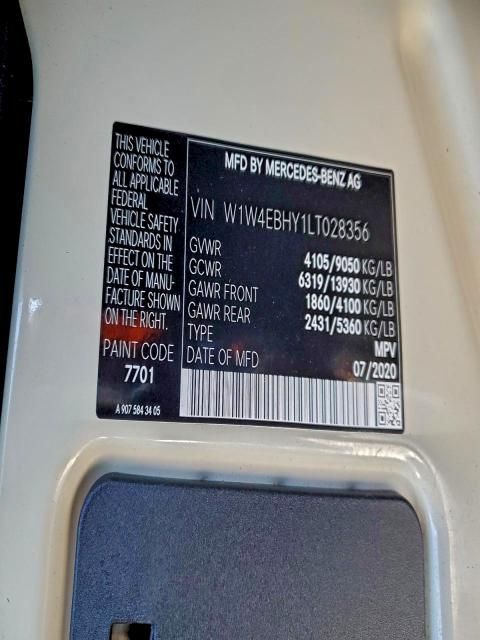 THIS VEHICLE
CONFORMS TO
ALL APPLICABLE
FEDERAL
VEHICLE SAFETY
STANDARDS IN
EFFECT ON THE
DATE OF MANU-
FACTURE SHOWN
ON THE RIGHT.
PAINT CODE
7701
A 907 584 34 05
MFD BY MERCEDES-BENZ AG
VIN W1W4EBHY1LT028356
GVWR 4105/9050 KG/LB
GCWR 6319/13930 KG/LB
GAWR FRONT 1860/4100 KG/LB
GAWR REAR 2431/5360 KG/LB
TYPE MPV
DATE OF MFD 07/2020